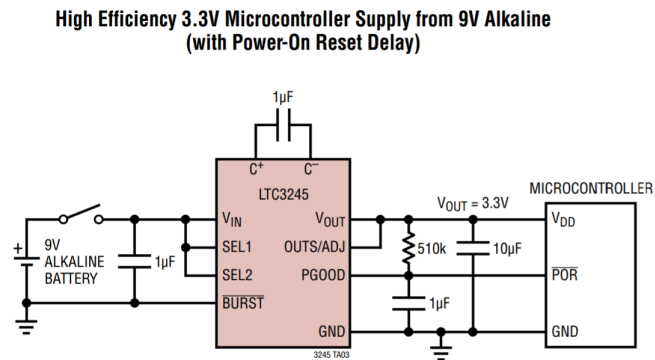 High Efficiency 3.3V Microcontroller Supply from 9V Alkaline
(with Power-On Reset Delay)
1µF
C+
C–
LTC3245
MICROCONTROLLER
VOUT = 3.3V
VIN
VOUT
VDD
+
9V
ALKALINE
BATTERY
1µF
SEL1
OUTS/ADJ
510k
10µF
SEL2
PGOOD
POR
BURST
1µF
GND
GND
3245 TA03